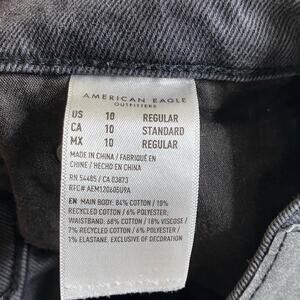 AMERICAN EAGLE
OUTFITTERS
US 10 REGULAR
CA 10 STANDARD
MX 10 REGULAR
MADE IN CHINA / FABRIQUÉ EN
CHINE / HECHO EN CHINA
RN 54485 / CA 03873
RFC# AEM120605U9A
EN MAIN BODY: 84% COTTON / 10%
RECYCLED COTTON / 6% POLYESTER;
WAISTBAND: 68% COTTON / 18% VISCOSE /
7% RECYCLED COTTON / 6% POLYESTER /
1% ELASTANE. EXCLUSIVE OF DECORATION